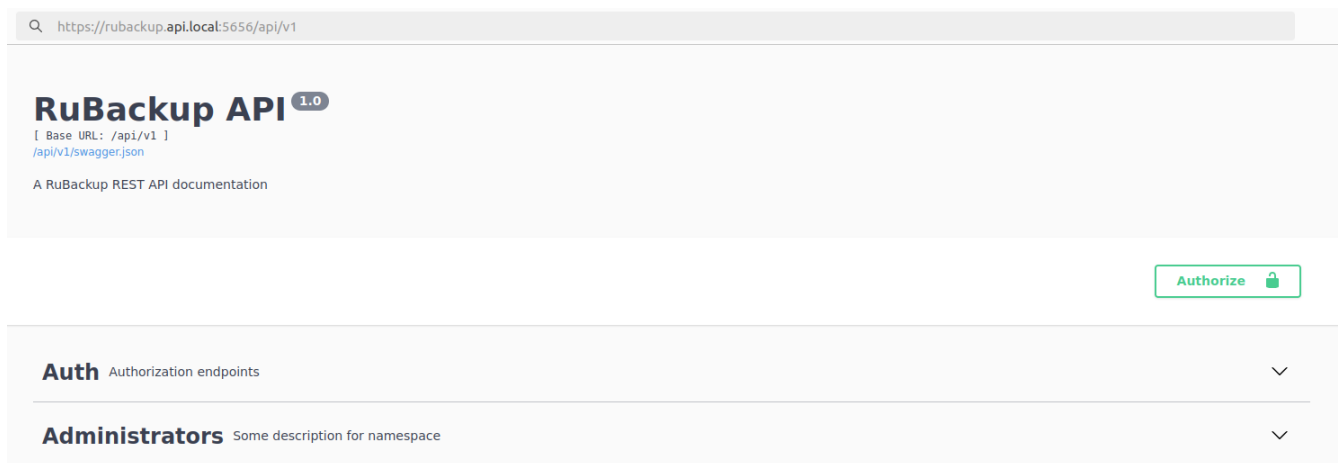 https://rubackup.api.local:5656/api/v1
RuBackup API 1.0
[ Base URL: /api/v1 ]
/api/v1/swagger.json
A RuBackup REST API documentation
Authorize
Auth Authorization endpoints
Administrators Some description for namespace